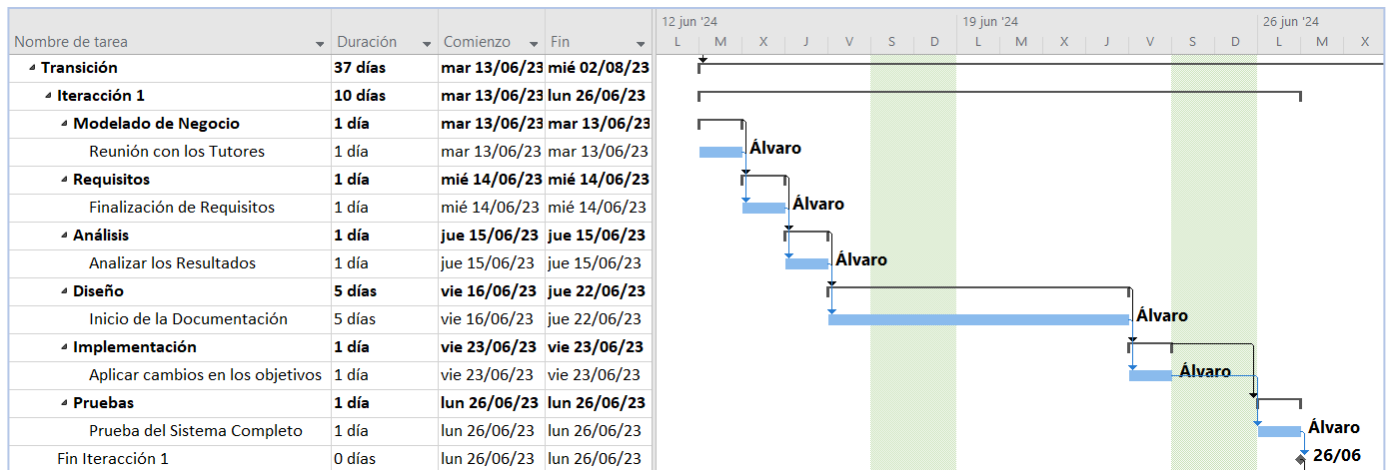 12 jun '24 19 jun '24 26 jun '24
Nombre de tarea Duración Comienzo Fin L M X J V S D L M X J V S D L M X
Transición 37 días mar 13/06/23 mié 02/08/23
Iteracción 1 10 días mar 13/06/23 lun 26/06/23
Modelado de Negocio 1 día mar 13/06/23 mar 13/06/23
Reunión con los Tutores 1 día mar 13/06/23 mar 13/06/23 Álvaro
Requisitos 1 día mié 14/06/23 mié 14/06/23
Finalización de Requisitos 1 día mié 14/06/23 mié 14/06/23 Álvaro
Análisis 1 día jue 15/06/23 jue 15/06/23
Analizar los Resultados 1 día jue 15/06/23 jue 15/06/23 Álvaro
Diseño 5 días vie 16/06/23 jue 22/06/23
Inicio de la Documentación 5 días vie 16/06/23 jue 22/06/23 Álvaro
Implementación 1 día vie 23/06/23 vie 23/06/23
Aplicar cambios en los objetivos 1 día vie 23/06/23 vie 23/06/23 Álvaro
Pruebas 1 día lun 26/06/23 lun 26/06/23
Prueba del Sistema Completo 1 día lun 26/06/23 lun 26/06/23 Álvaro
Fin Iteracción 1 0 días lun 26/06/23 lun 26/06/23 26/06